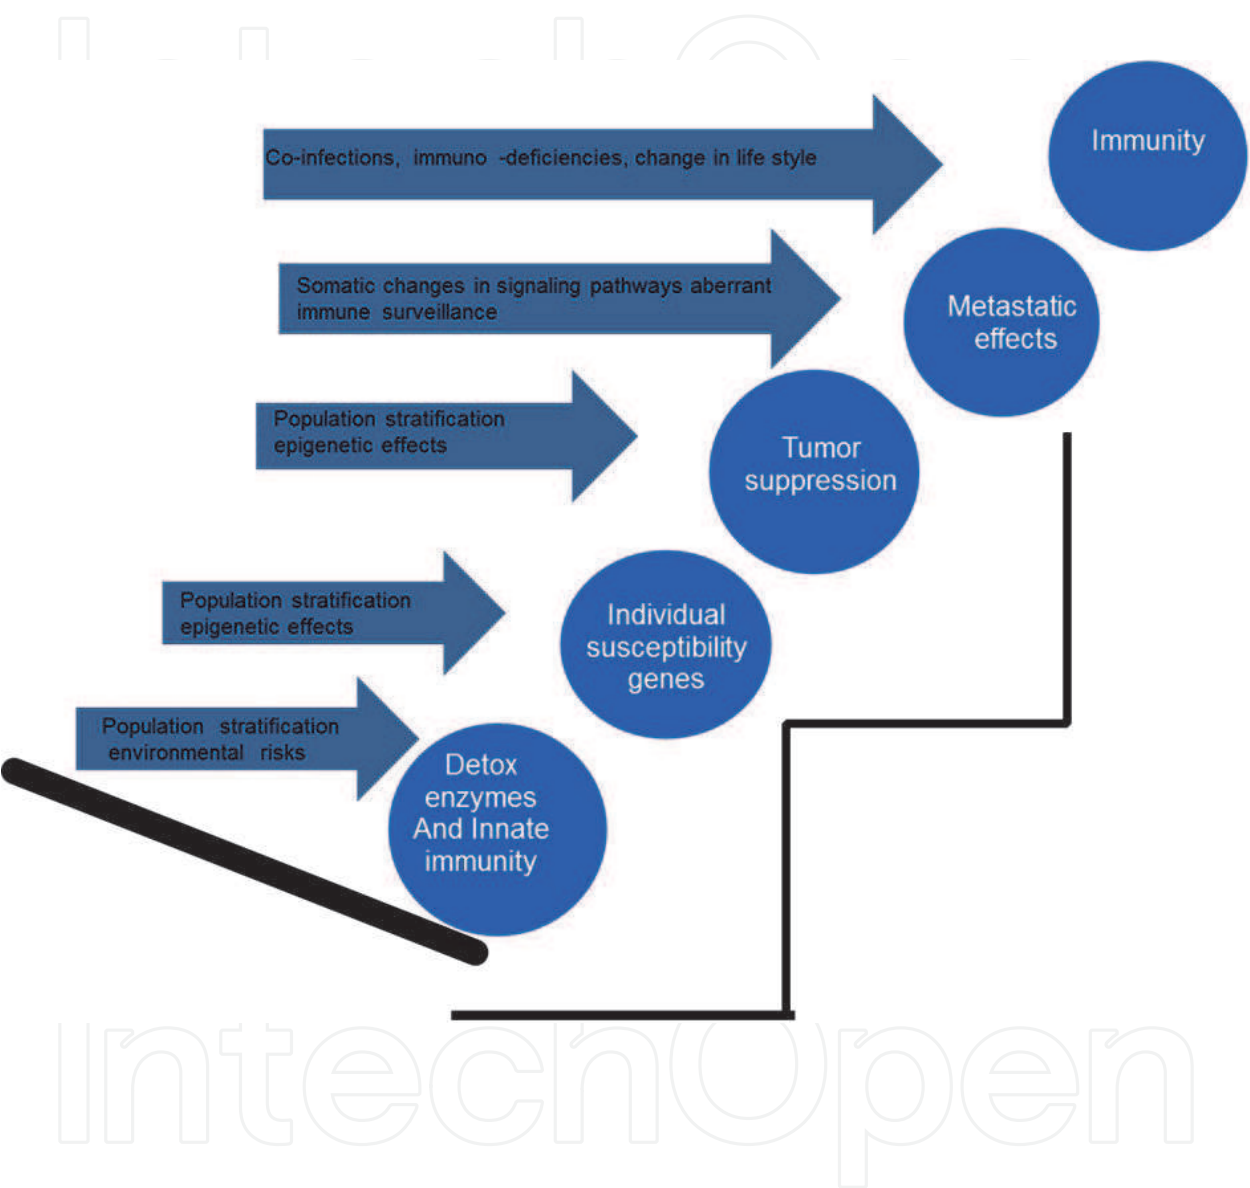 Co-infections, immuno -deficiencies, change in life style
Immunity
Somatic changes in signaling pathways aberrant
immune surveillance
Metastatic
effects
Population stratification
epigenetic effects
Tumor
suppression
Population stratification
epigenetic effects
Individual
susceptibility
genes
Population stratification
environmental risks
Detox
enzymes
And Innate
immunity
IntechOpen